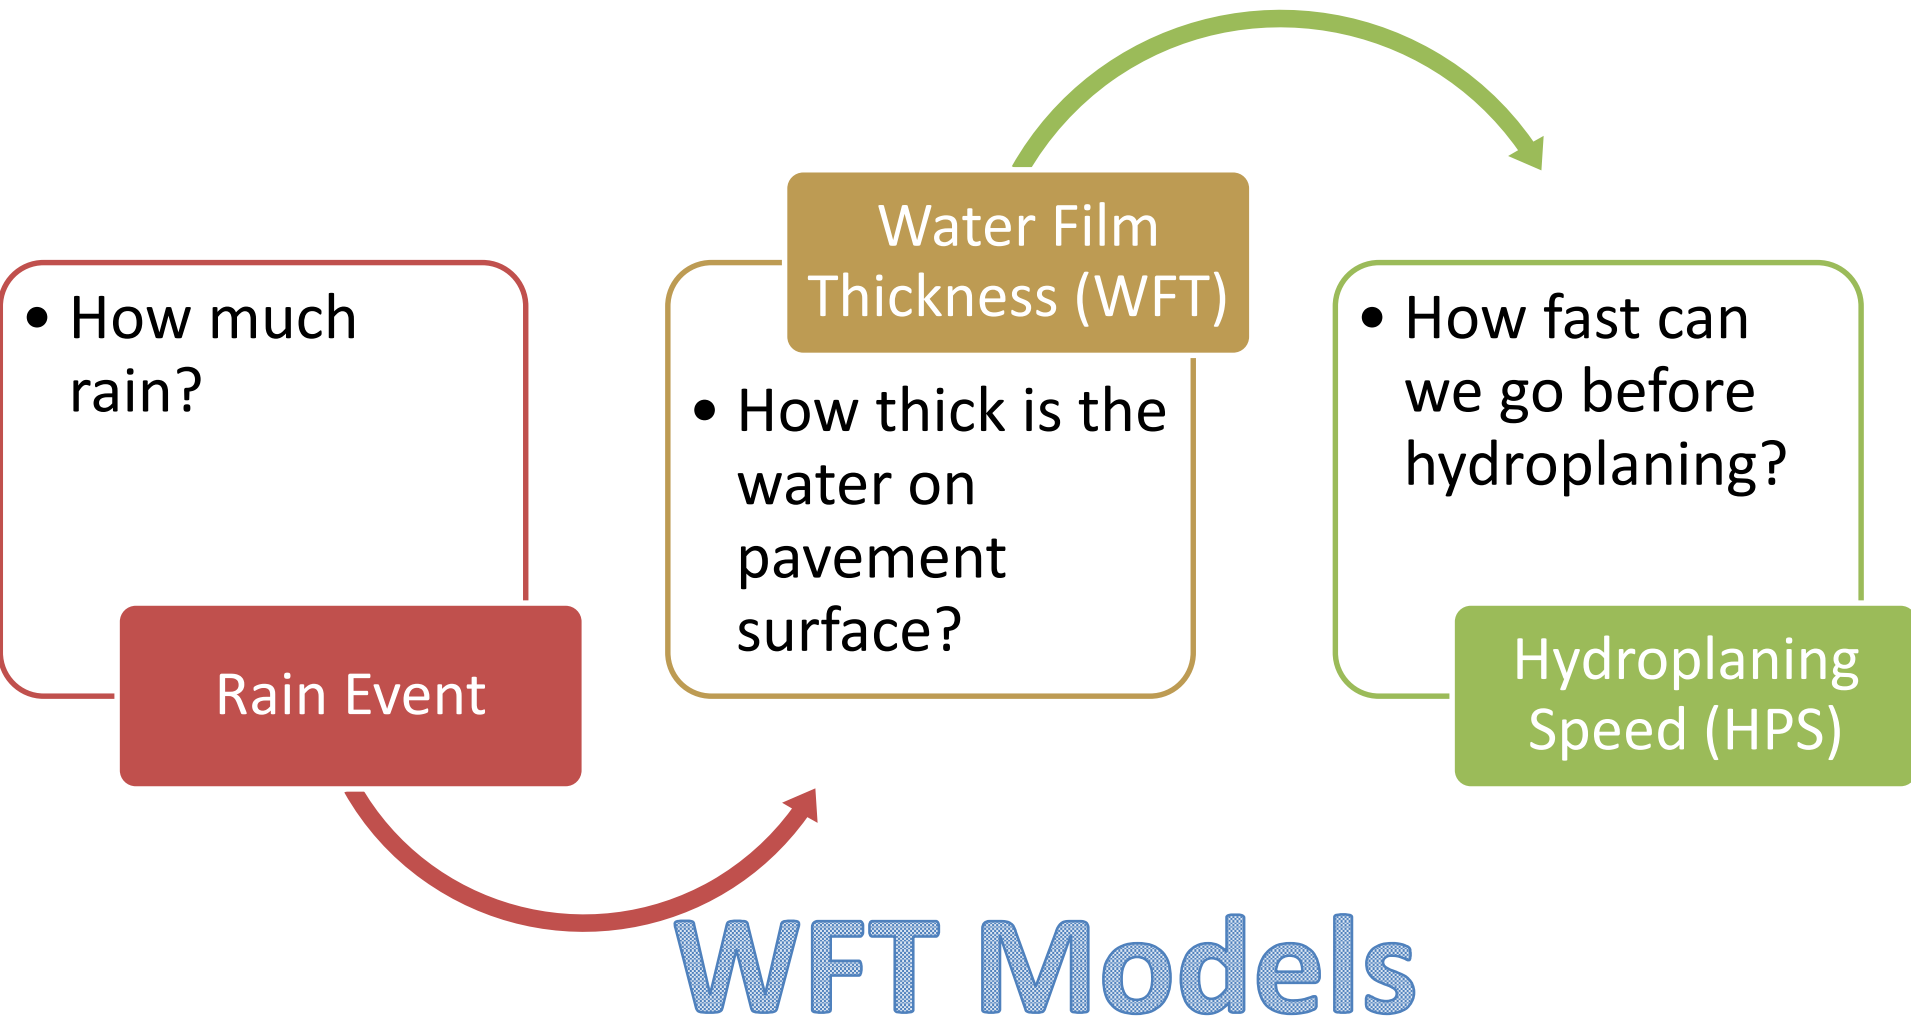 • How much
rain?
Rain Event
Water Film
Thickness (WFT)
• How thick is the
water on
pavement
surface?
• How fast can
we go before
hydroplaning?
Hydroplaning
Speed (HPS)
WFT Models